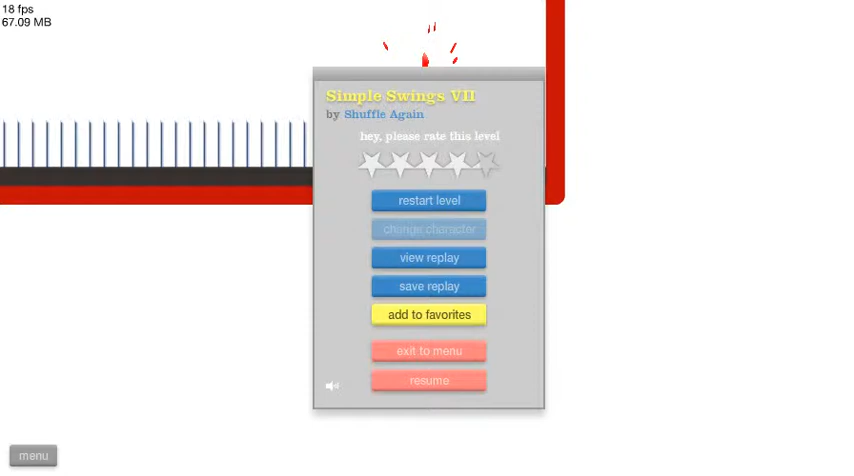 18 fps
67.09 MB
Simple Swings VII
by Shuffle Again
hey, please rate this level
restart level
change character
view replay
save replay
add to favorites
exit to menu
resume
menu